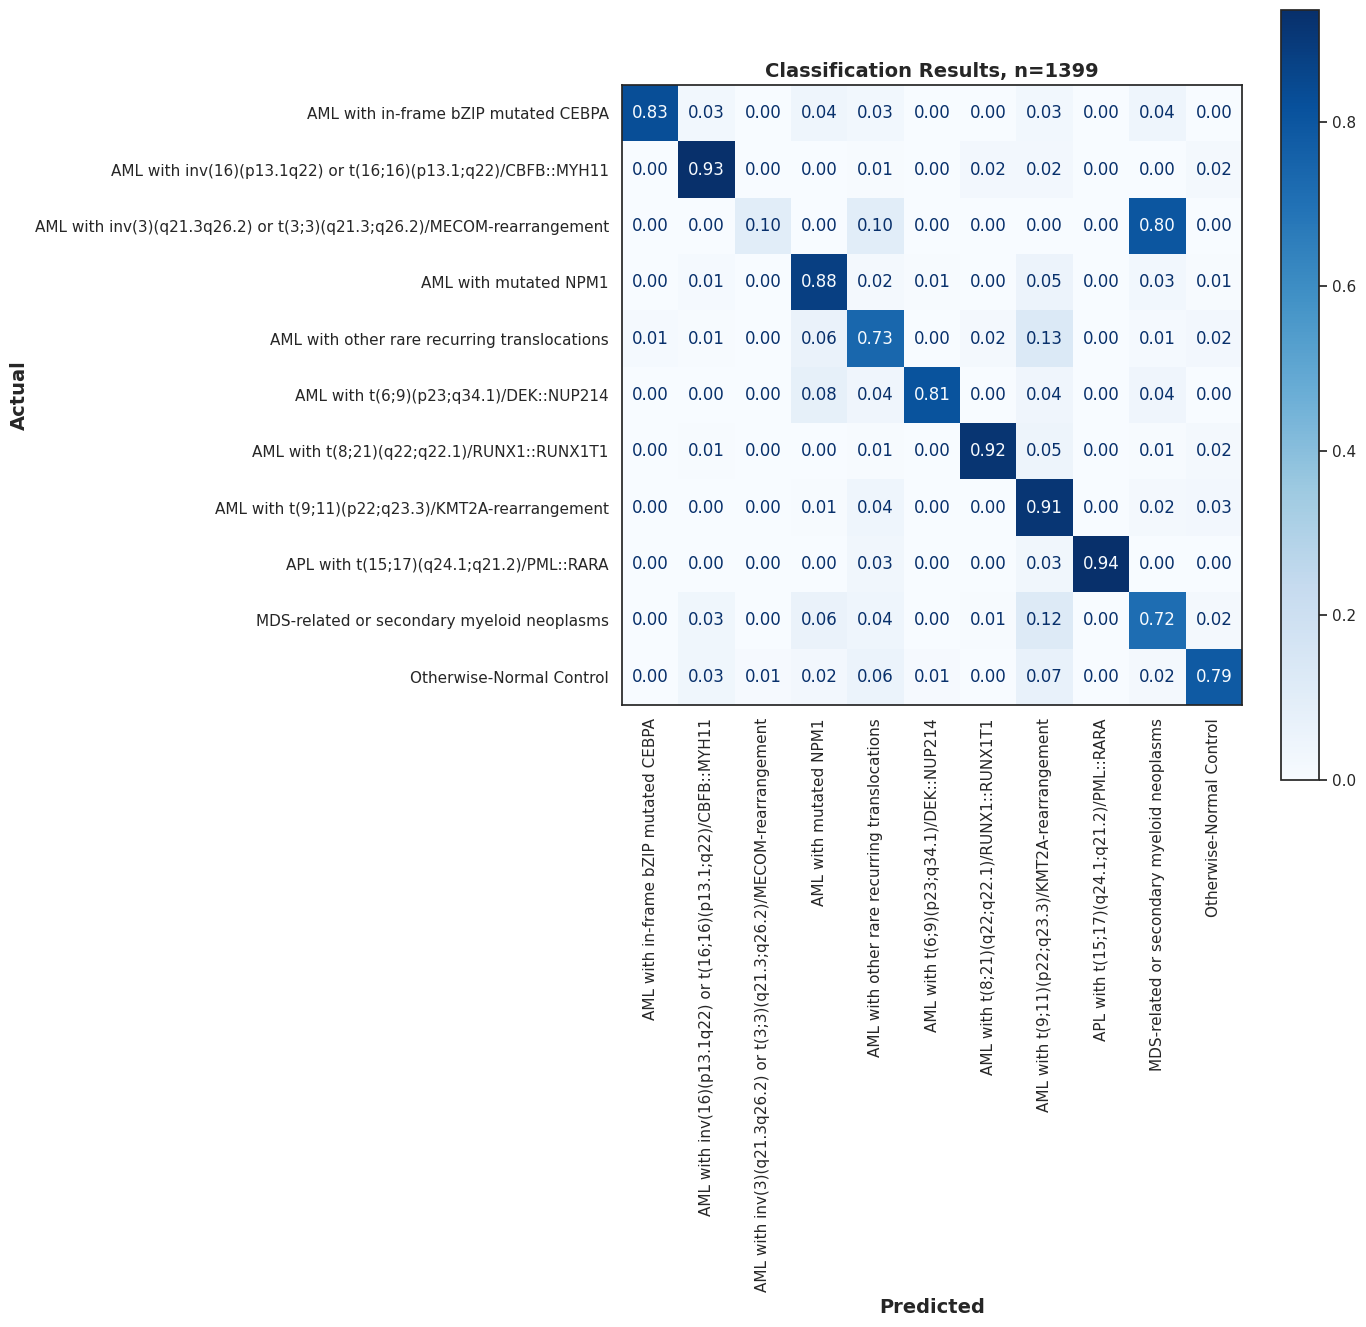 Classification Results, n=1399
Actual
AML with in-frame bZIP mutated CEBPA 0.83 0.03 0.00 0.04 0.03 0.00 0.00 0.03 0.00 0.04 0.00
AML with inv(16)(p13.1q22) or t(16;16)(p13.1;q22)/CBFB::MYH11 0.00 0.93 0.00 0.00 0.01 0.02 0.02 0.00 0.00 0.02
AML with inv(3)(q21.3q26.2) or t(3;3)(q21.3;q26.2)/MECOM-rearrangement 0.00 0.00 0.10 0.00 0.10 0.00 0.00 0.00 0.00 0.80 0.00
AML with mutated NPM1 0.00 0.01 0.00 0.88 0.02 0.01 0.00 0.05 0.00 0.03 0.01
AML with other rare recurring translocations 0.01 0.01 0.00 0.06 0.73 0.00 0.02 0.13 0.00 0.01 0.02
AML with t(6;9)(p23;q34.1)/DEK::NUP214 0.00 0.00 0.00 0.08 0.04 0.81 0.00 0.04 0.00 0.04 0.00
AML with t(8;21)(q22;q22.1)/RUNX1::RUNX1T1 0.00 0.01 0.00 0.00 0.01 0.00 0.92 0.05 0.00 0.01 0.02
AML with t(9;11)(p22;q23.3)/KMT2A-rearrangement 0.00 0.00 0.00 0.01 0.04 0.00 0.00 0.91 0.00 0.02 0.03
APL with t(15;17)(q24.1;q21.2)/PML::RARA 0.00 0.00 0.00 0.00 0.03 0.00 0.00 0.03 0.94 0.00 0.00
MDS-related or secondary myeloid neoplasms 0.00 0.03 0.00 0.06 0.04 0.00 0.01 0.12 0.00 0.72 0.02
Otherwise-Normal Control 0.00 0.03 0.01 0.02 0.06 0.01 0.00 0.07 0.00 0.02 0.79
AML with in-frame bZIP mutated CEBPA
AML with inv(16)(p13.1q22) or t(16;16)(p13.1;q22)/CBFB::MYH11
AML with inv(3)(q21.3q26.2) or t(3;3)(q21.3;q26.2)/MECOM-rearrangement
AML with mutated NPM1
AML with other rare recurring translocations
AML with t(6;9)(p23;q34.1)/DEK::NUP214
AML with t(8;21)(q22;q22.1)/RUNX1::RUNX1T1
AML with t(9;11)(p22;q23.3)/KMT2A-rearrangement
APL with t(15;17)(q24.1;q21.2)/PML::RARA
MDS-related or secondary myeloid neoplasms
Otherwise-Normal Control
Predicted
0.8
0.6
0.4
0.2
0.0